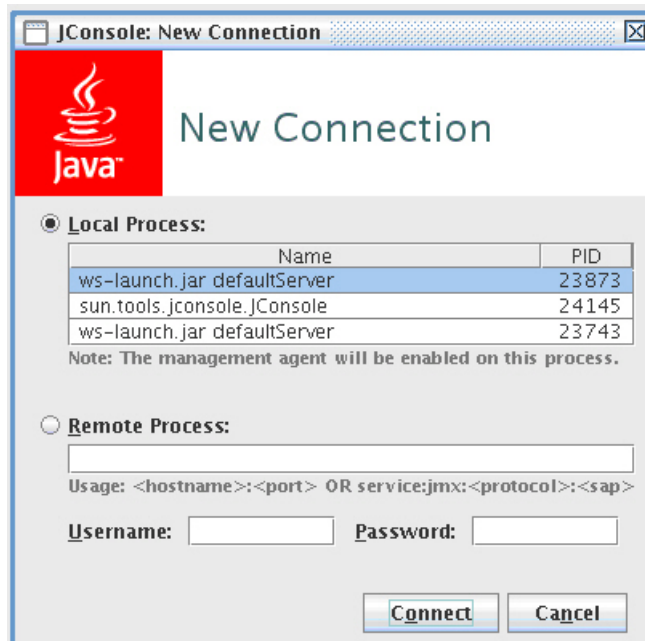 JConsole: New Connection
Java™
New Connection
Local Process:
Name PID
ws-launch.jar defaultServer 23873
sun.tools.jconsole.JConsole 24145
ws-launch.jar defaultServer 23743
Note: The management agent will be enabled on this process.
Remote Process:
Usage: <hostname>:<port> OR service:jmx:<protocol>:<sap>
Username: Password:
Connect Cancel